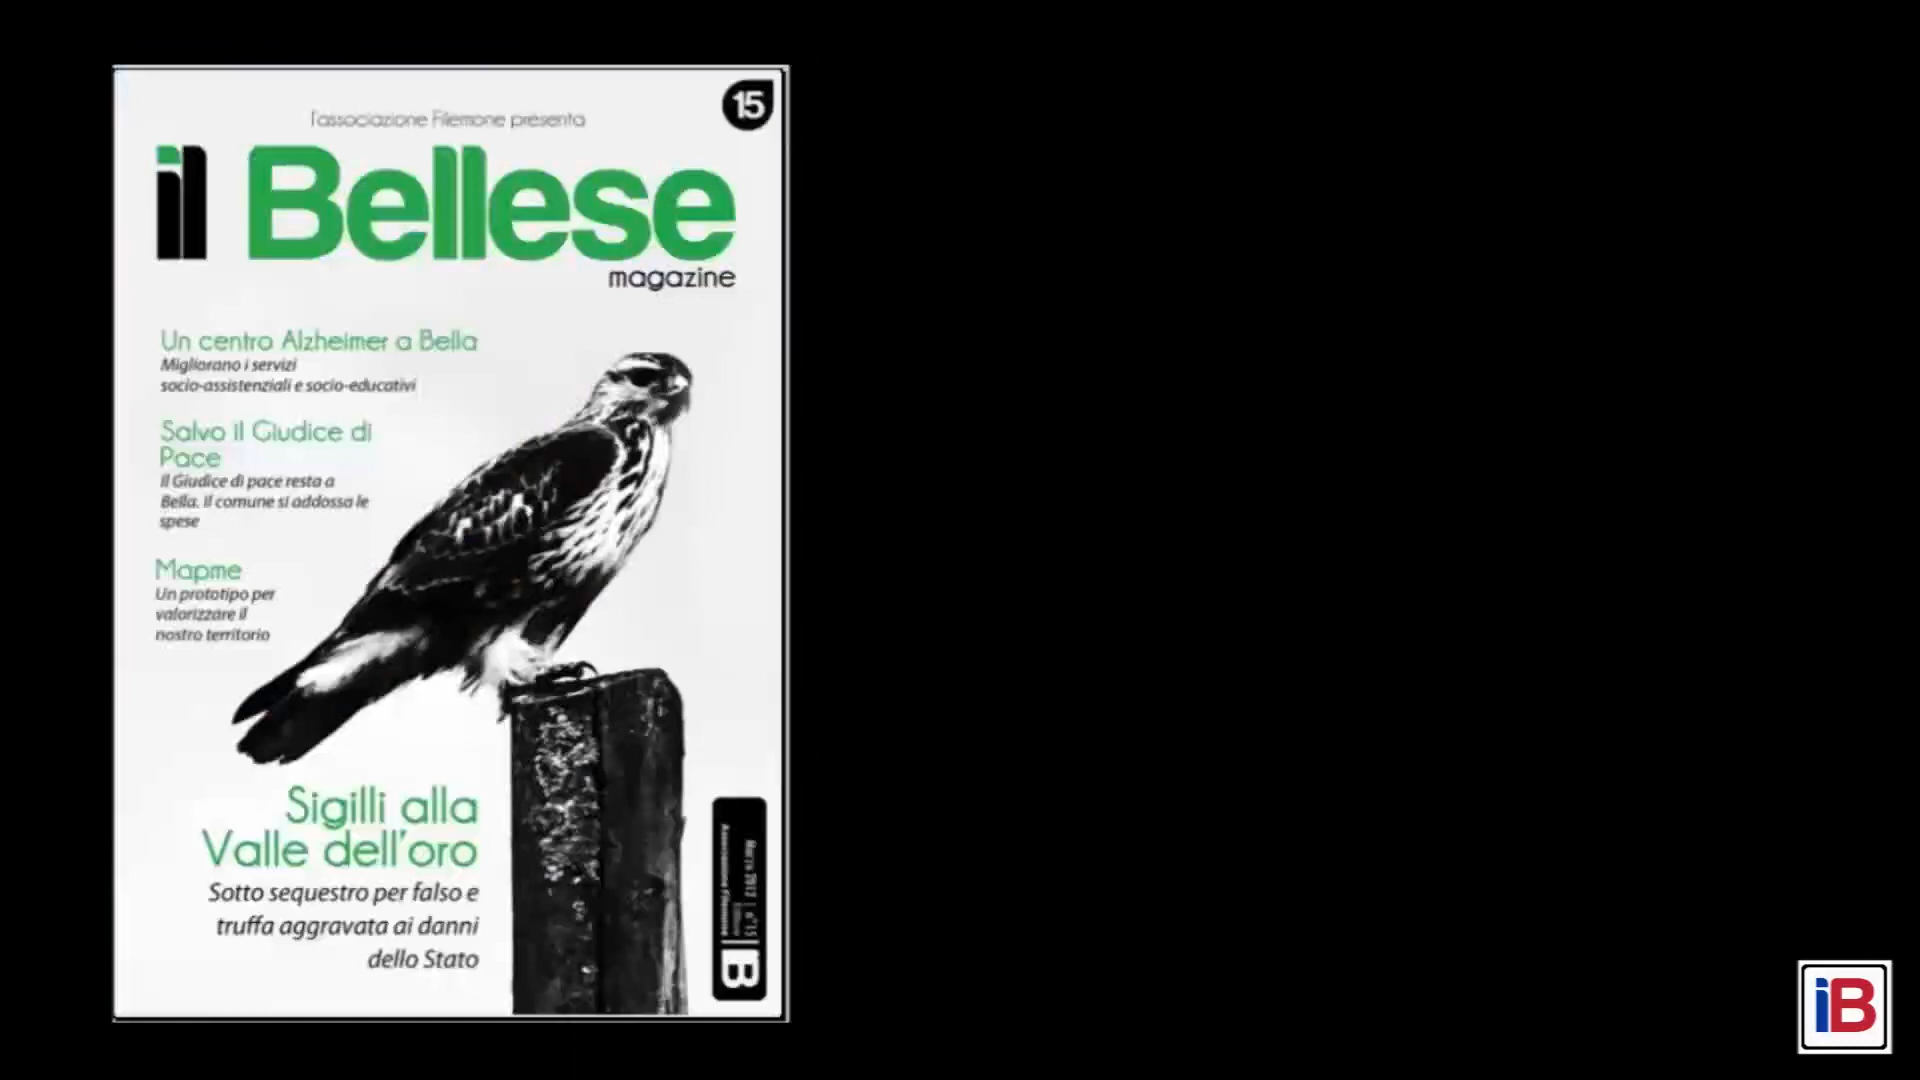 15
l'associazione Filemone presenta
il Bellese
magazine
Un centro Alzheimer a Bella
Migliorano i servizi
socio-assistenziali e socio-educativi
Salvo il Giudice di
Pace
Il Giudice di pace resta a
Bella. Il comune si addossa le
spese
Mapme
Un prototipo per
valorizzare il
nostro territorio
Sigilli alla
Valle dell'oro
Sotto sequestro per falso e
truffa aggravata ai danni
dello Stato
n°15
Associazione Filemone
B
iB